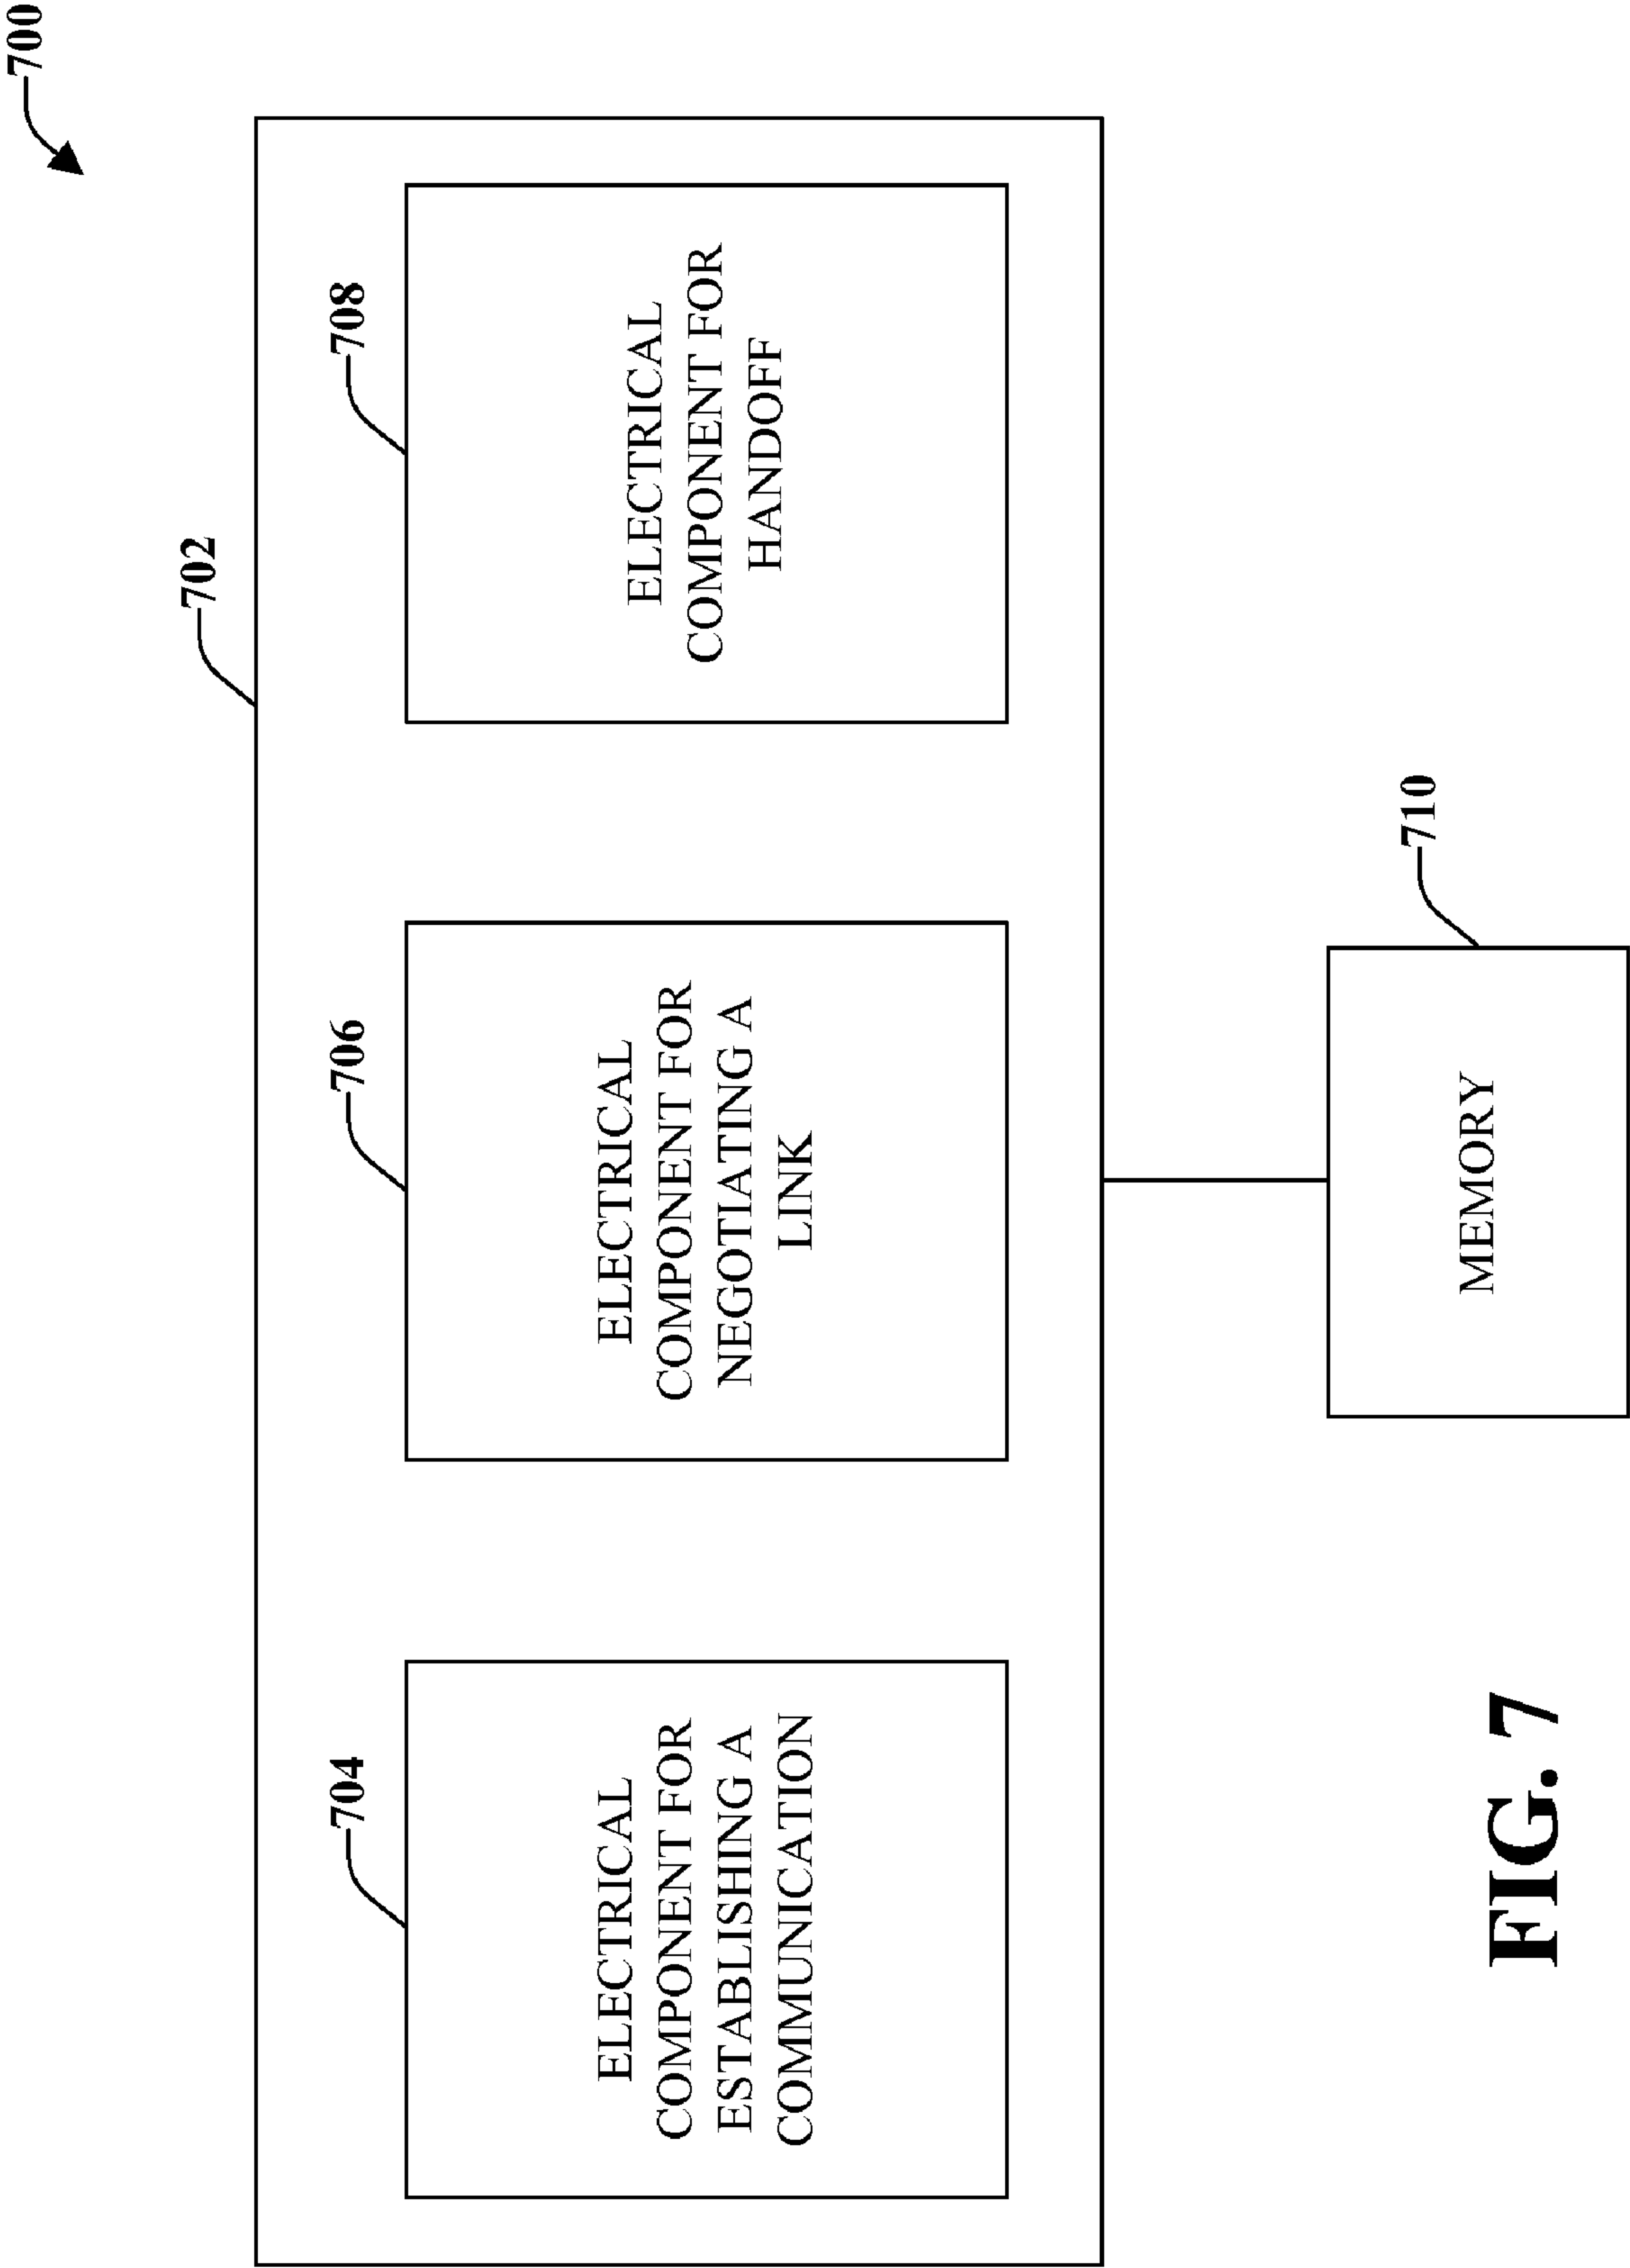 700
702
704
ELECTRICAL
COMPONENT FOR
ESTABLISHING A
COMMUNICATION
706
ELECTRICAL
COMPONENT FOR
NEGOTIATING A
LINK
708
ELECTRICAL
COMPONENT FOR
HANDOFF
710
MEMORY
FIG. 7